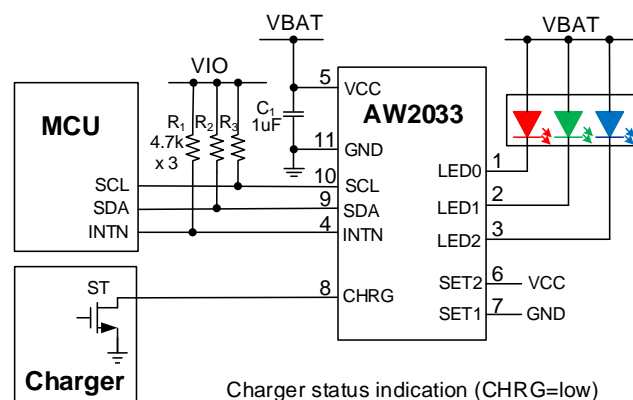 VBAT
VBAT
VIO
5
VCC
AW2033
MCU
R1 R2 R3
4.7k
x 3
C1
1uF
11
GND
1
LED0
SCL
10
SCL
2
LED1
SDA
9
SDA
3
LED2
INTN
4
INTN
ST
8
CHRG
SET2
6
VCC
SET1
7
GND
Charger
Charger status indication (CHRG=low)